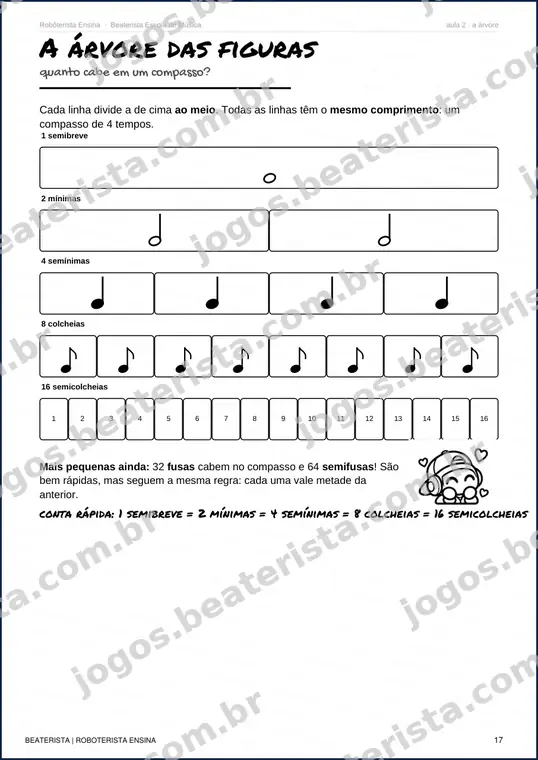 Robôterista Ensina · Beaterista Escola de Música
aula 2 · a árvore
A ÁRVORE DAS FIGURAS
quanto cabe em um compasso?
Cada linha divide a de cima ao meio. Todas as linhas têm o mesmo comprimento: um
compasso de 4 tempos.
1 semibreve
2 mínimas
4 semínimas
8 colcheias
16 semicolcheias
1 2 3 4 5 6 7 8 9 10 11 12 13 14 15 16
Mais pequenas ainda: 32 fusas cabem no compasso e 64 semifusas! São
bem rápidas, mas seguem a mesma regra: cada uma vale metade da
anterior.
CONTA RÁPIDA: 1 SEMIBREVE = 2 MÍNIMAS = 4 SEMÍNIMAS = 8 COLCHEIAS = 16 SEMICOLCHEIAS
BEATERISTA | ROBOTERISTA ENSINA
17
jogos.beaterista.com.br